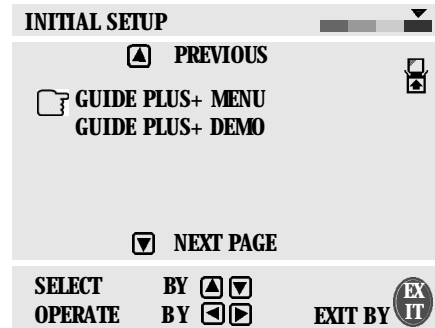 INITIAL SETUP
PREVIOUS
GUIDE PLUS+ MENU
GUIDE PLUS+ DEMO
NEXT PAGE
SELECT BY
OPERATE BY EXIT BY EXIT